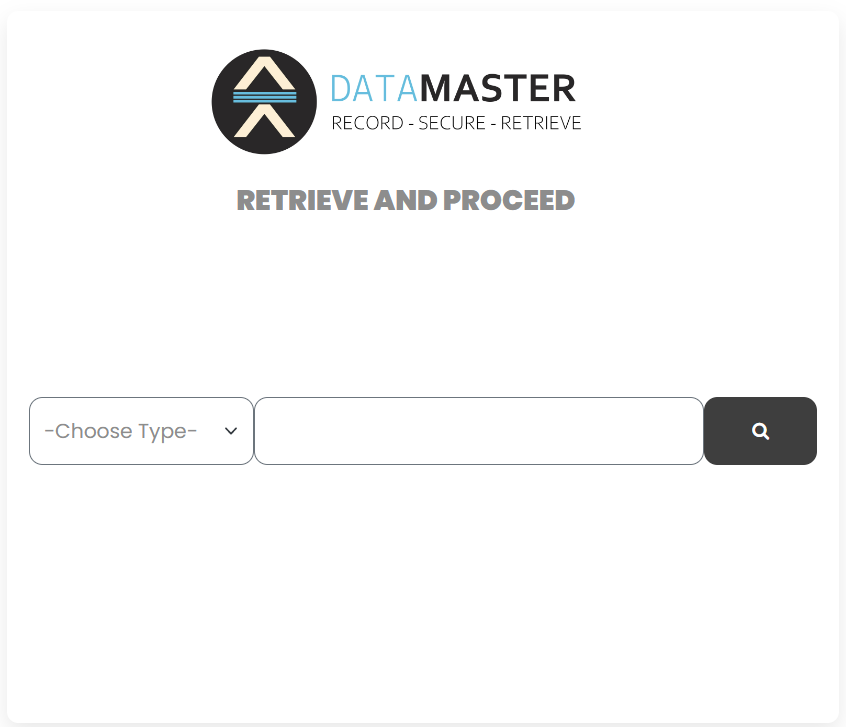 DATAMASTER
RECORD - SECURE - RETRIEVE
RETRIEVE AND PROCEED
-Choose Type-